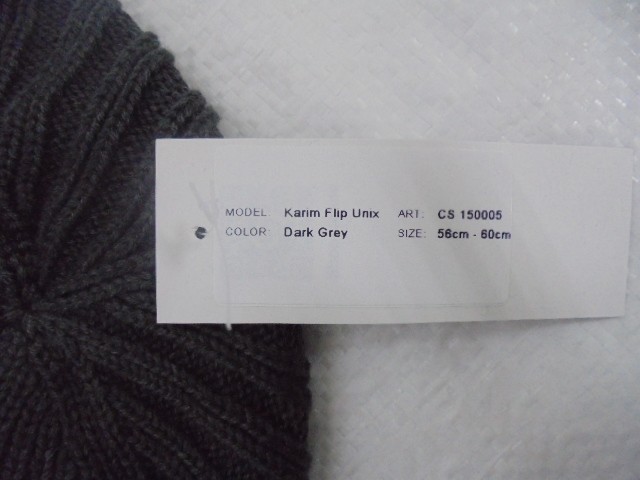 MODEL: Karim Flip Unix ART: CS 150005
COLOR: Dark Grey SIZE: 56cm - 60cm